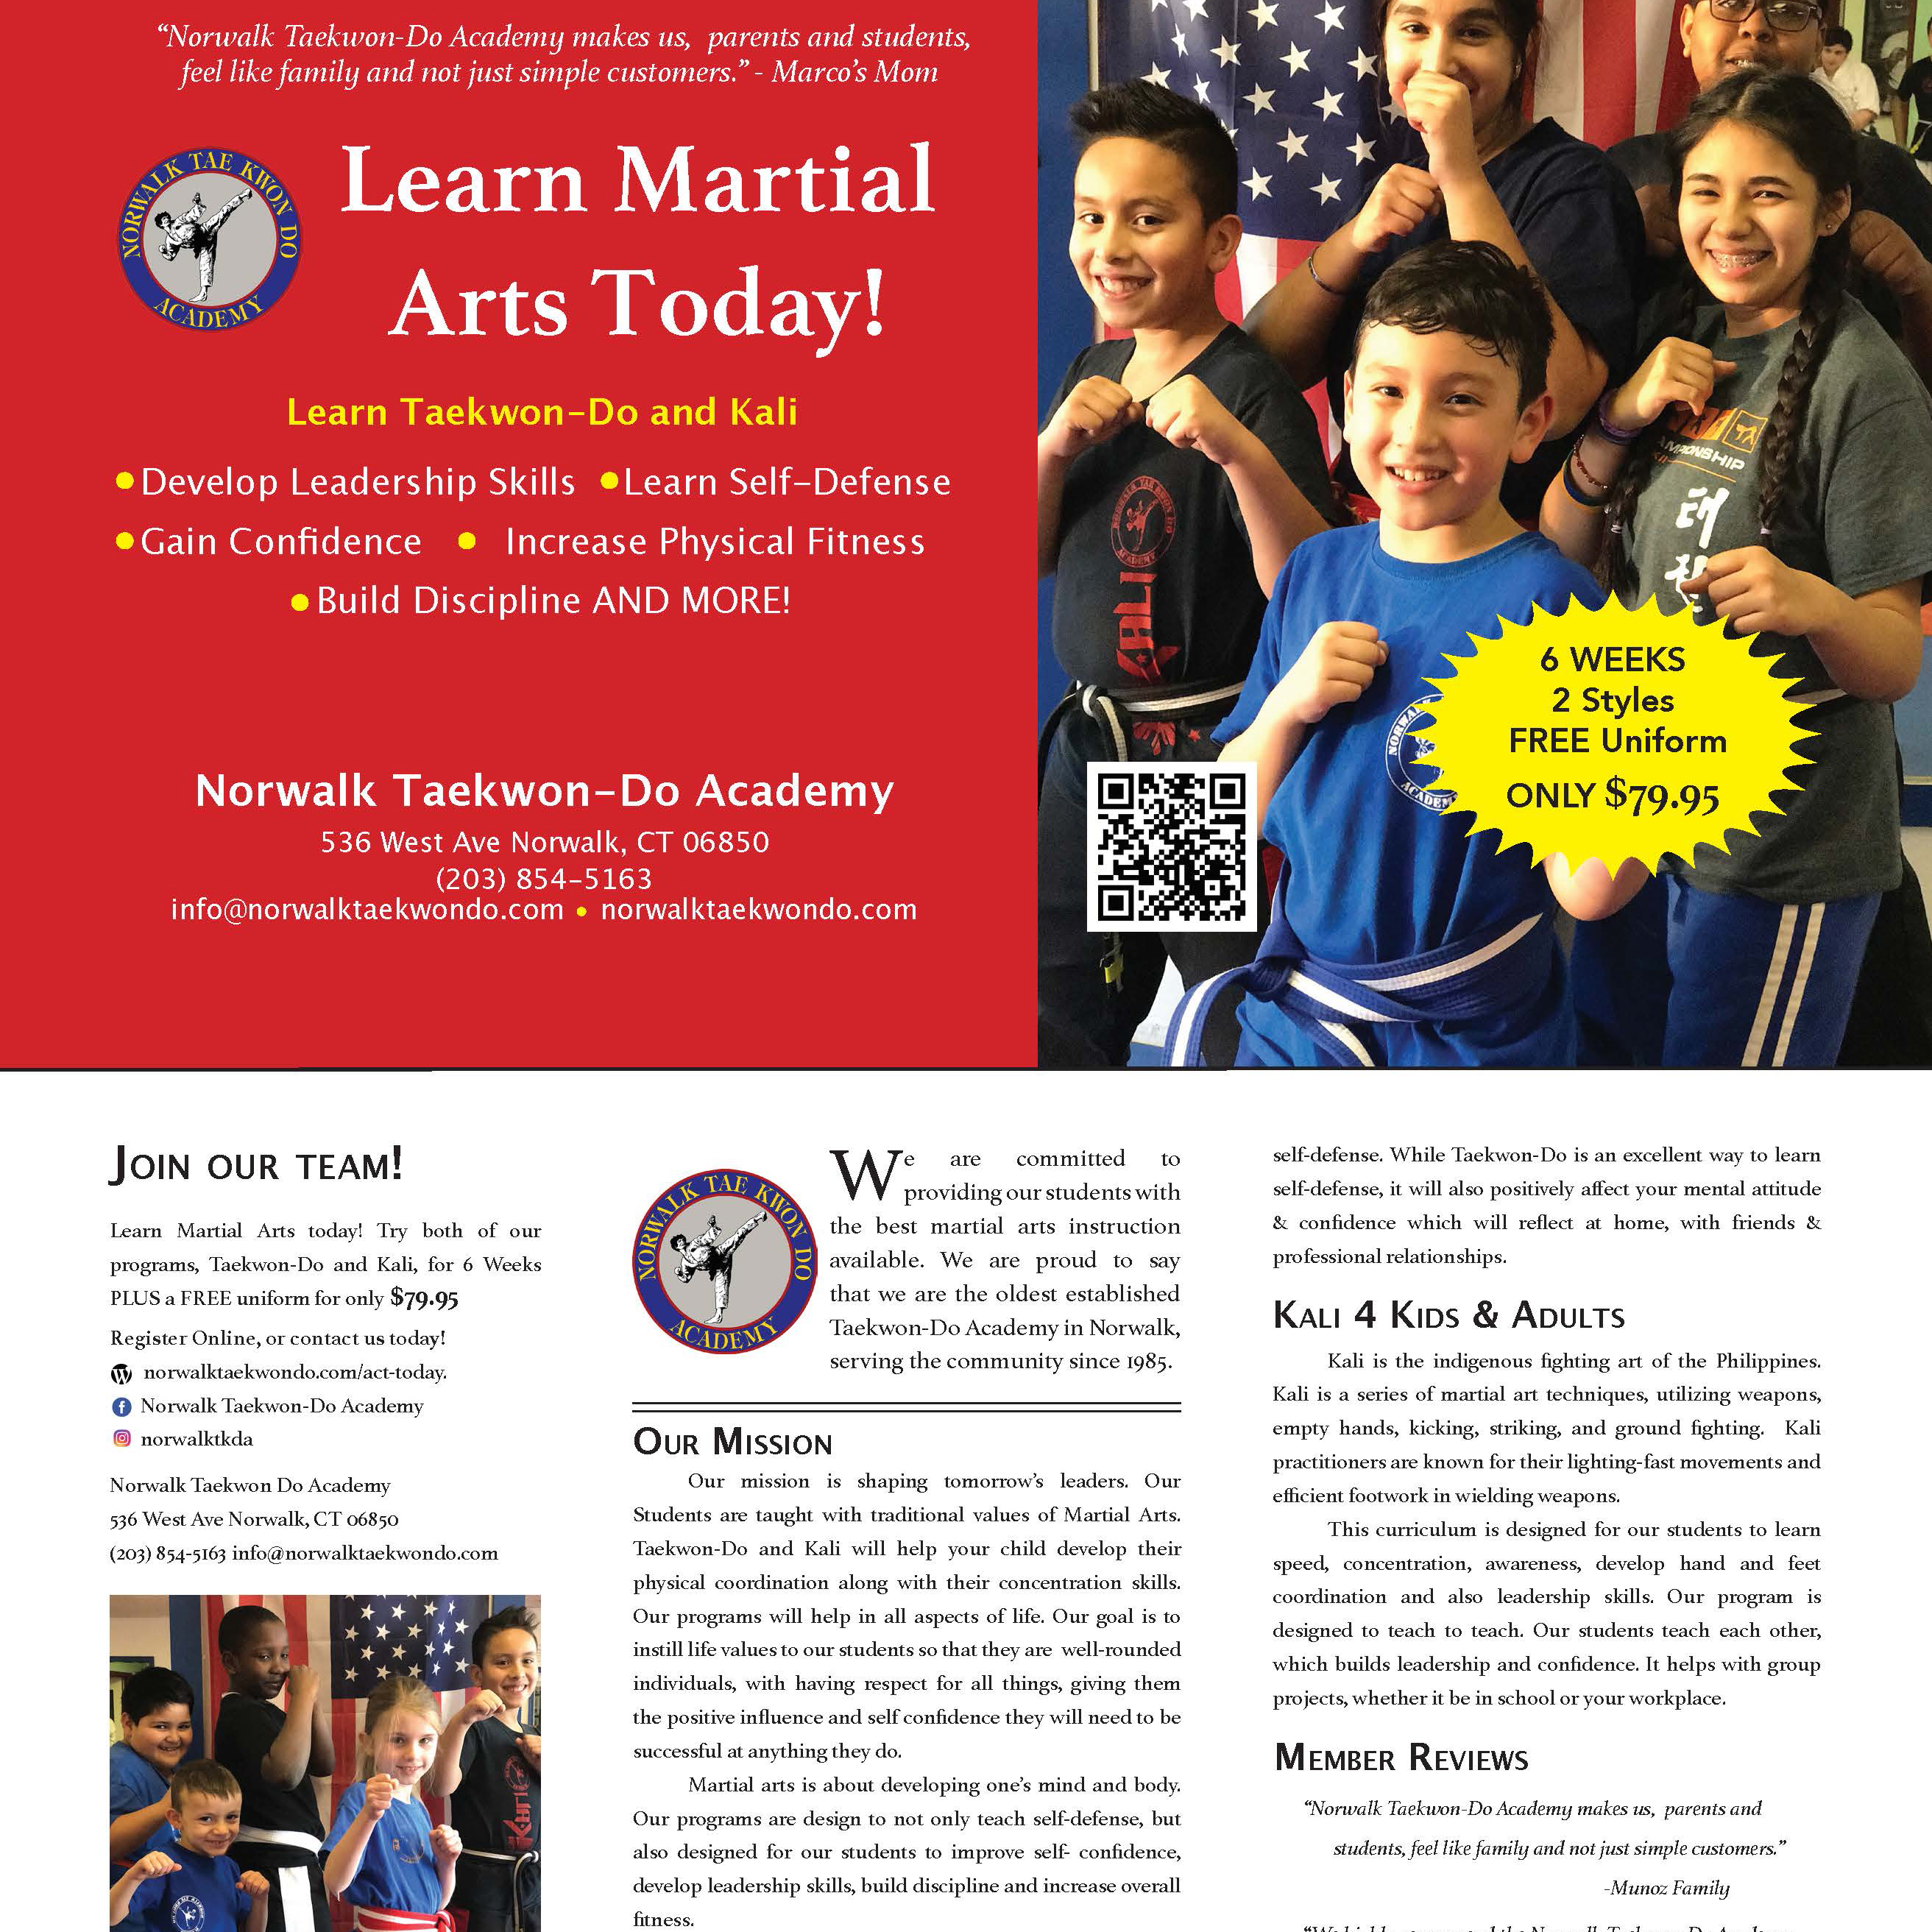 “Norwalk Taekwon-Do Academy makes us, parents and students,
feel like family and not just simple customers.” - Marco’s Mom
NORWALK TAE KWON DO
ACADEMY
Learn Martial
Arts Today!
Learn Taekwon-Do and Kali
•Develop Leadership Skills •Learn Self-Defense
•Gain Confidence • Increase Physical Fitness
•Build Discipline AND MORE!
Norwalk Taekwon-Do Academy
536 West Ave Norwalk, CT 06850
(203) 854-5163
info@norwalktaekwondo.com • norwalktaekwondo.com
NORWALK TAE KWON DO
ACADEMY
KALI
태
6 WEEKS
2 Styles
FREE Uniform
ONLY $79.95
JOIN OUR TEAM!
Learn Martial Arts today! Try both of our
programs, Taekwon-Do and Kali, for 6 Weeks
PLUS a FREE uniform for only $79.95
Register Online, or contact us today!
norwalktaekwondo.com/act-today.
Norwalk Taekwon-Do Academy
norwalktkda
Norwalk Taekwon Do Academy
536 West Ave Norwalk, CT 06850
(203) 854-5163 info@norwalktaekwondo.com
NORWALK TAE KWON DO
ACADEMY
We are committed to
providing our students with
the best martial arts instruction
available. We are proud to say
that we are the oldest established
Taekwon-Do Academy in Norwalk,
serving the community since 1985.
OUR MISSION
Our mission is shaping tomorrow’s leaders. Our
Students are taught with traditional values of Martial Arts.
Taekwon-Do and Kali will help your child develop their
physical coordination along with their concentration skills.
Our programs will help in all aspects of life. Our goal is to
instill life values to our students so that they are well-rounded
individuals, with having respect for all things, giving them
the positive influence and self confidence they will need to be
successful at anything they do.
Martial arts is about developing one’s mind and body.
Our programs are design to not only teach self-defense, but
also designed for our students to improve self- confidence,
develop leadership skills, build discipline and increase overall
fitness.
self-defense. While Taekwon-Do is an excellent way to learn
self-defense, it will also positively affect your mental attitude
& confidence which will reflect at home, with friends &
professional relationships.
KALI 4 KIDS & ADULTS
Kali is the indigenous fighting art of the Philippines.
Kali is a series of martial art techniques, utilizing weapons,
empty hands, kicking, striking, and ground fighting. Kali
practitioners are known for their lighting-fast movements and
efficient footwork in wielding weapons.
This curriculum is designed for our students to learn
speed, concentration, awareness, develop hand and feet
coordination and also leadership skills. Our program is
designed to teach to teach. Our students teach each other,
which builds leadership and confidence. It helps with group
projects, whether it be in school or your workplace.
MEMBER REVIEWS
“Norwalk Taekwon-Do Academy makes us, parents and
students, feel like family and not just simple customers.”
-Munoz Family